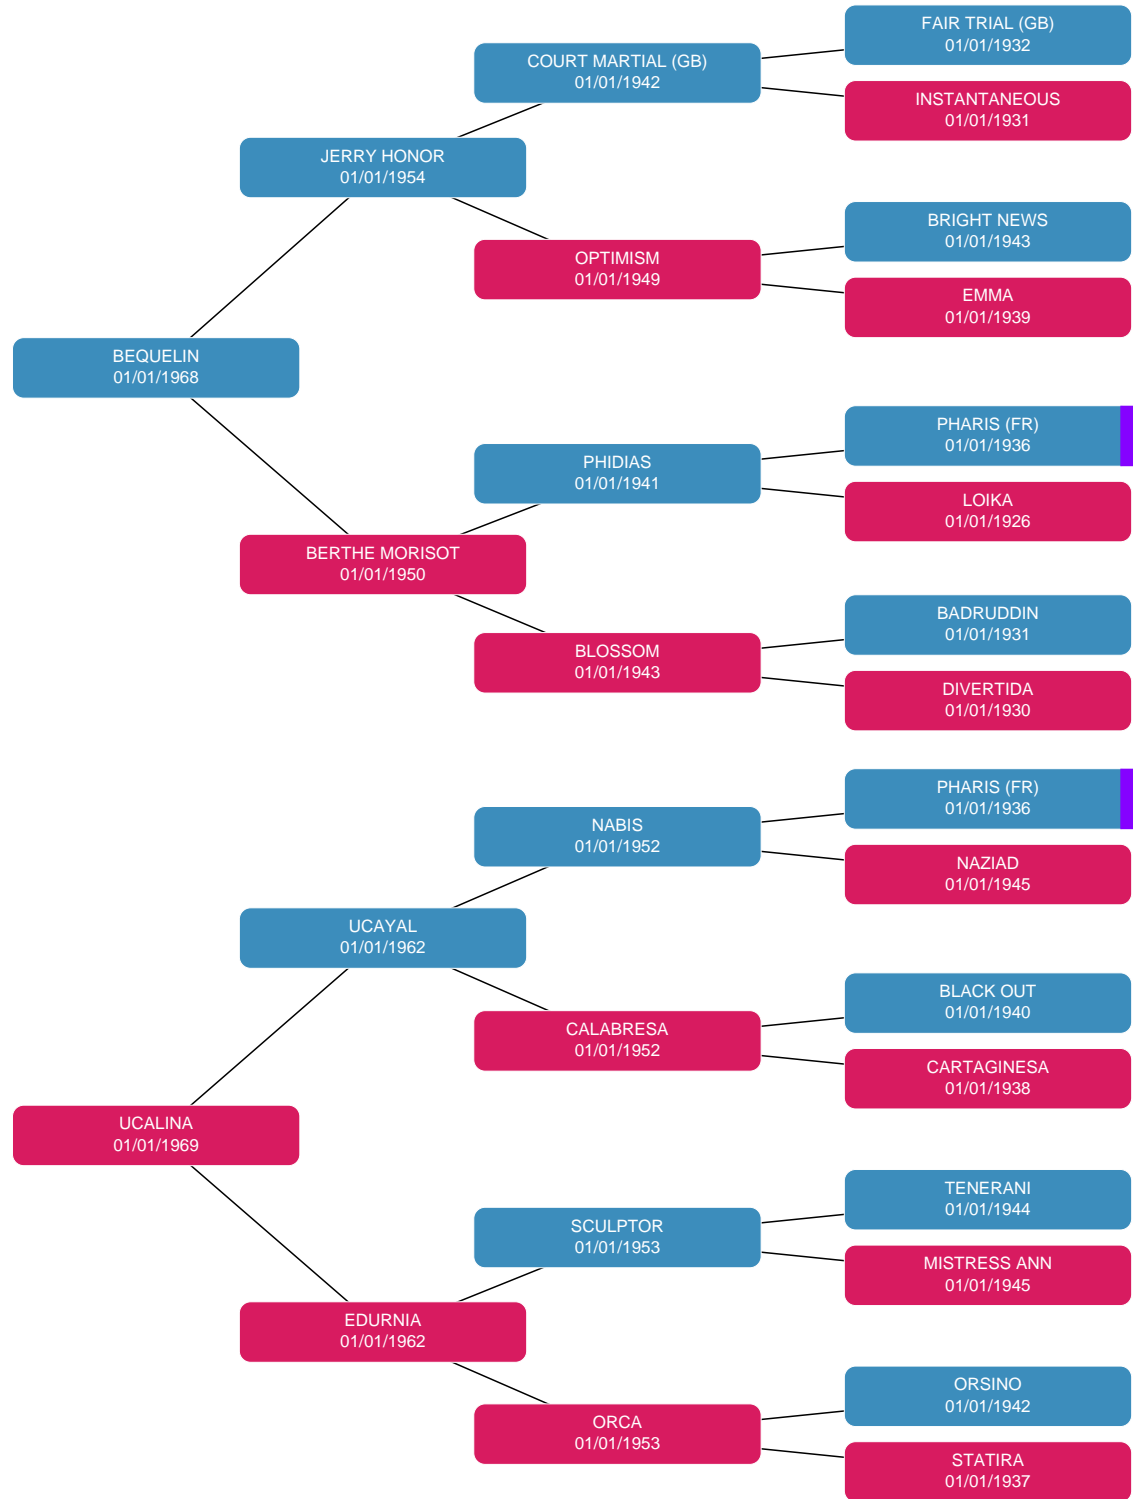 FAIR TRIAL (GB)
01/01/1932
COURT MARTIAL (GB)
01/01/1942
INSTANTANEOUS
01/01/1931
JERRY HONOR
01/01/1954
BRIGHT NEWS
01/01/1943
OPTIMISM
01/01/1949
EMMA
01/01/1939
BEQUELIN
01/01/1968
PHARIS (FR)
01/01/1936
PHIDIAS
01/01/1941
LOIKA
01/01/1926
BERTHE MORISOT
01/01/1950
BADRUDDIN
01/01/1931
BLOSSOM
01/01/1943
DIVERTIDA
01/01/1930
PHARIS (FR)
01/01/1936
NABIS
01/01/1952
NAZIAD
01/01/1945
UCAYAL
01/01/1962
BLACK OUT
01/01/1940
CALABRESA
01/01/1952
CARTAGINESA
01/01/1938
UCALINA
01/01/1969
TENERANI
01/01/1944
SCULPTOR
01/01/1953
MISTRESS ANN
01/01/1945
EDURNIA
01/01/1962
ORSINO
01/01/1942
ORCA
01/01/1953
STATIRA
01/01/1937